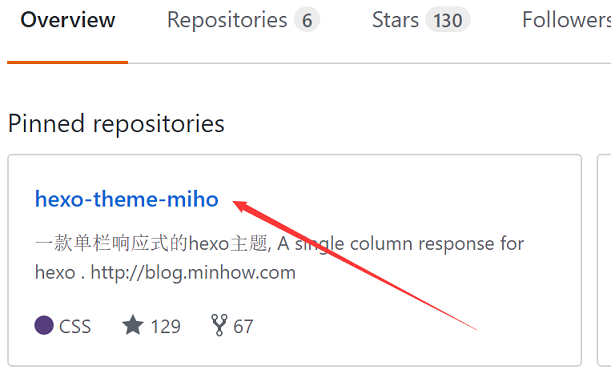 Overview Repositories 6 Stars 130 Followers
Pinned repositories
hexo-theme-miho
一款单栏响应式的hexo主题, A single column response for
hexo . http://blog.minhow.com
CSS 129 67